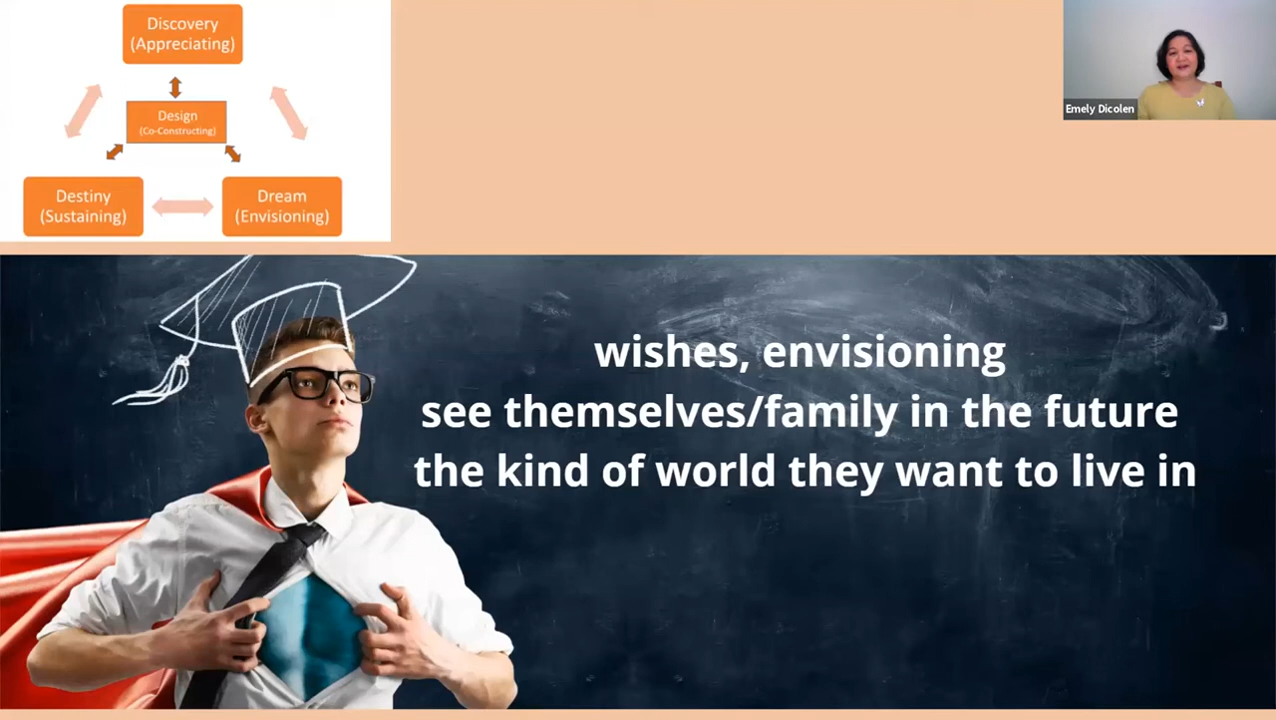 Discovery
(Appreciating)
Design
(Co-Constructing)
Destiny
(Sustaining)
Dream
(Envisioning)
Emely Dicolen
wishes, envisioning
see themselves/family in the future
the kind of world they want to live in